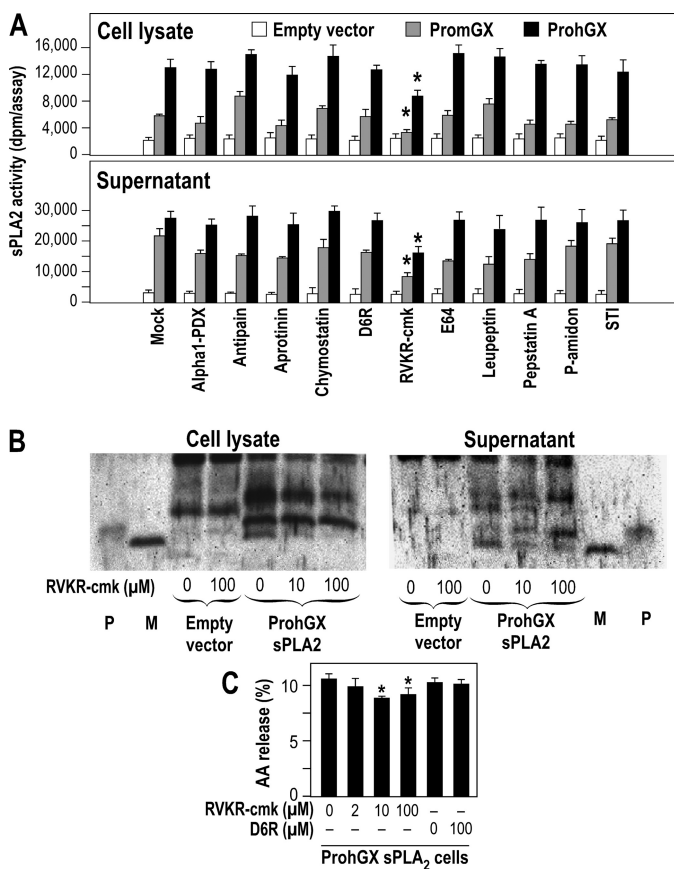 A
Cell lysate
Empty vector PromGX ProhGX
16,000
12,000
8,000
4,000
0
* *
sPLA2 activity (dpm/assay)
Supernatant
30,000
20,000
10,000
0
* *
Mock Alpha1-PDX Antipain Aprotinin Chymostatin D6R RVKR-cmk E64 Leupeptin Pepstatin A P-amidon STI
B
Cell lysate Supernatant
RVKR-cmk (µM) 0 100 0 10 100 0 100 0 10 100
P M Empty vector ProhGX sPLA2 Empty vector ProhGX sPLA2 M P
C
AA release (%)
10
5
0
* *
RVKR-cmk (µM) 0 2 10 100 – –
D6R (µM) – – – – 0 100
ProhGX sPLA2 cells